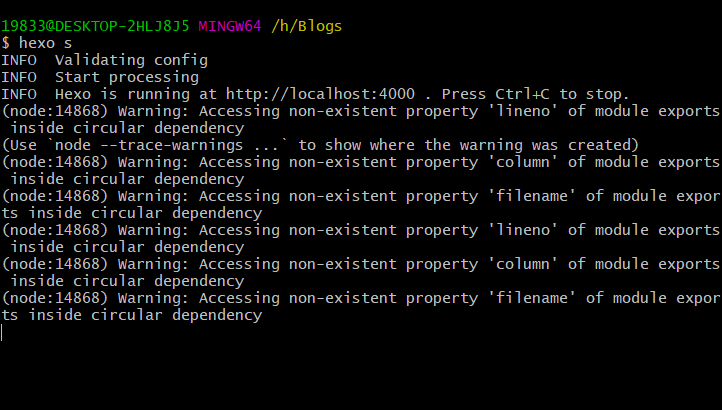 19833@DESKTOP-2HLJ8J5 MINGW64 /h/Blogs
$ hexo s
INFO  Validating config
INFO  Start processing
INFO  Hexo is running at http://localhost:4000 . Press Ctrl+C to stop.
(node:14868) Warning: Accessing non-existent property 'lineno' of module exports
 inside circular dependency
(Use `node --trace-warnings ...` to show where the warning was created)
(node:14868) Warning: Accessing non-existent property 'column' of module exports
 inside circular dependency
(node:14868) Warning: Accessing non-existent property 'filename' of module expor
ts inside circular dependency
(node:14868) Warning: Accessing non-existent property 'lineno' of module exports
 inside circular dependency
(node:14868) Warning: Accessing non-existent property 'column' of module exports
 inside circular dependency
(node:14868) Warning: Accessing non-existent property 'filename' of module expor
ts inside circular dependency